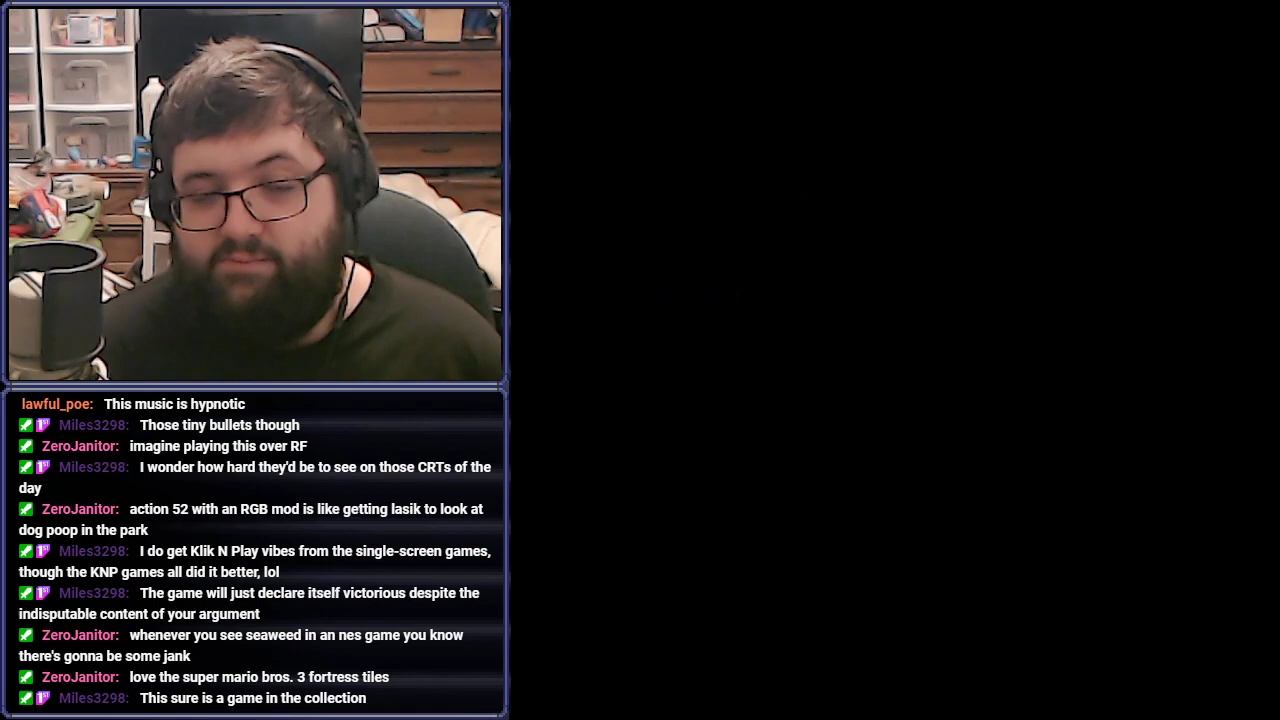 lawful_poe: This music is hypnotic
1ST Miles3298: Those tiny bullets though
ZeroJanitor: imagine playing this over RF
1ST Miles3298: I wonder how hard they'd be to see on those CRTs of the
day
ZeroJanitor: action 52 with an RGB mod is like getting lasik to look at
dog poop in the park
1ST Miles3298: I do get Klik N Play vibes from the single-screen games,
though the KNP games all did it better, lol
1ST Miles3298: The game will just declare itself victorious despite the
indisputable content of your argument
ZeroJanitor: whenever you see seaweed in an nes game you know
there's gonna be some jank
ZeroJanitor: love the super mario bros. 3 fortress tiles
1ST Miles3298: This sure is a game in the collection